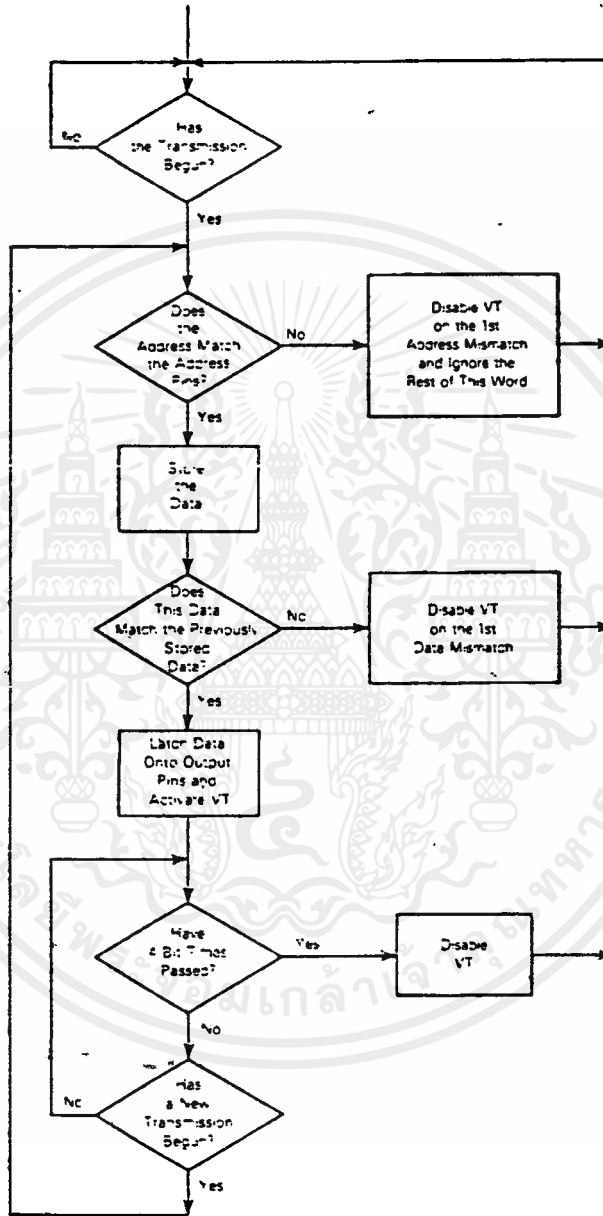 Has
the Transmission
Begun?
No
Yes
Does
the
Address Match
the Address
Pins?
No
Disable VT
on the 1st
Address Mismatch
and Ignore the
Rest of This Word
Yes
Store
the
Data
Does
This Data
Match the Previously
Stored
Data?
No
Disable VT
on the 1st
Data Mismatch
Yes
Latch Data
Onto Output
Pins and
Activate VT
Have
4 Bit Times
Passed?
Yes
Disable
VT
No
Has
a New
Transmission
Begun?
No
Yes